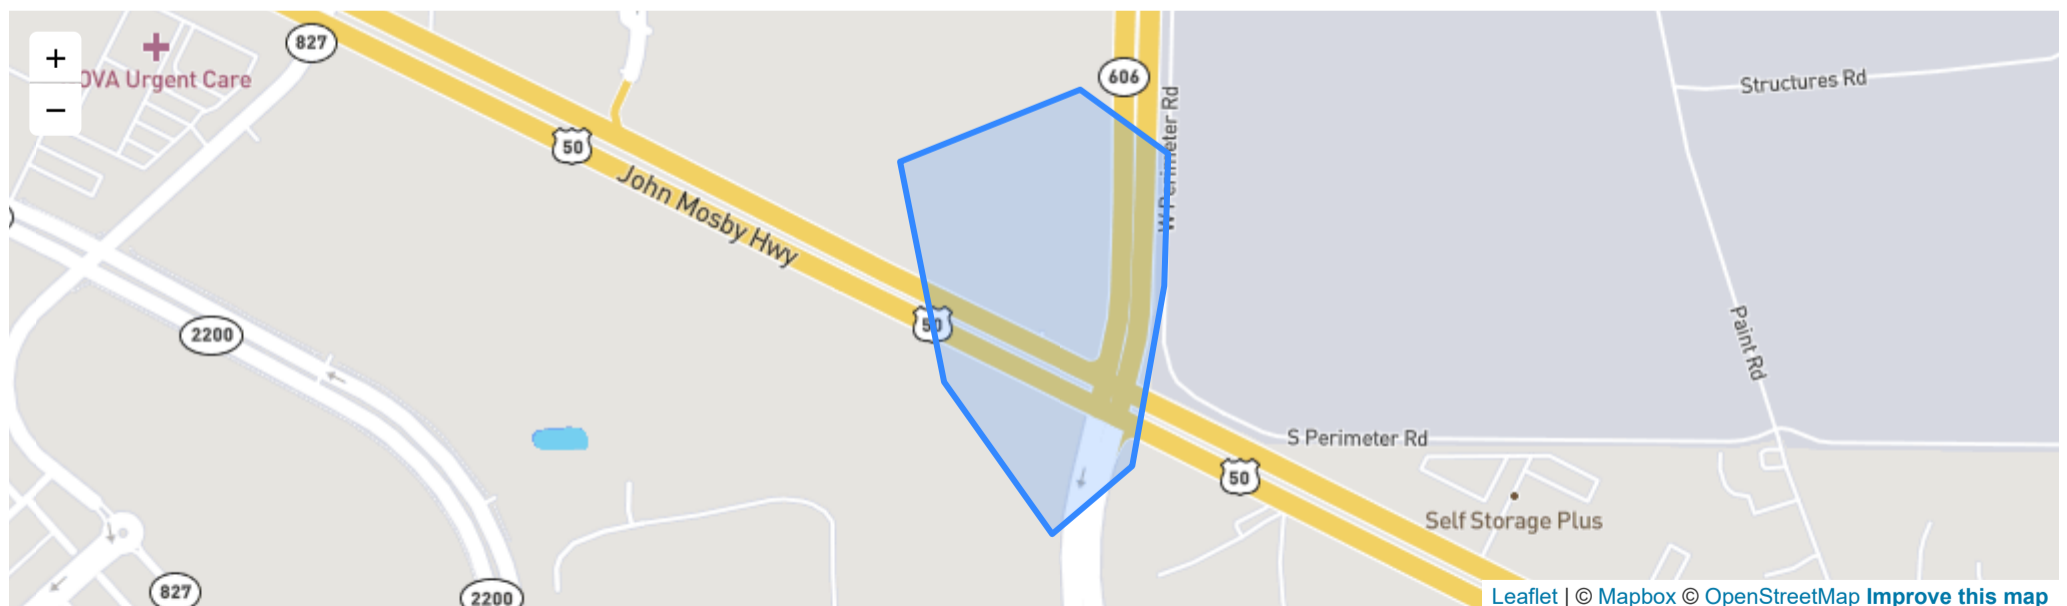 +
−
827
OVA Urgent Care
606
W Perimeter Rd
Structures Rd
50
John Mosby Hwy
50
2200
Paint Rd
S Perimeter Rd
50
Self Storage Plus
827
2200
Leaflet | © Mapbox © OpenStreetMap Improve this map